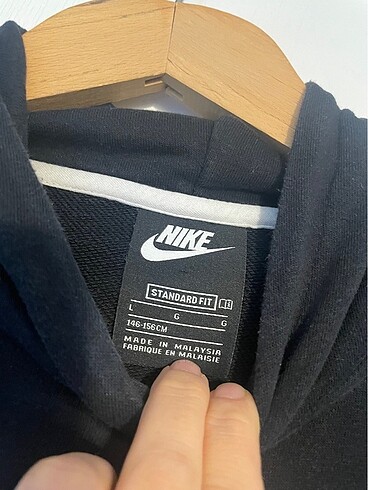 NIKE
STANDARD FIT
L G G
146-156CM
MADE IN MALAYSIA
FABRIQUE EN MALAISIE